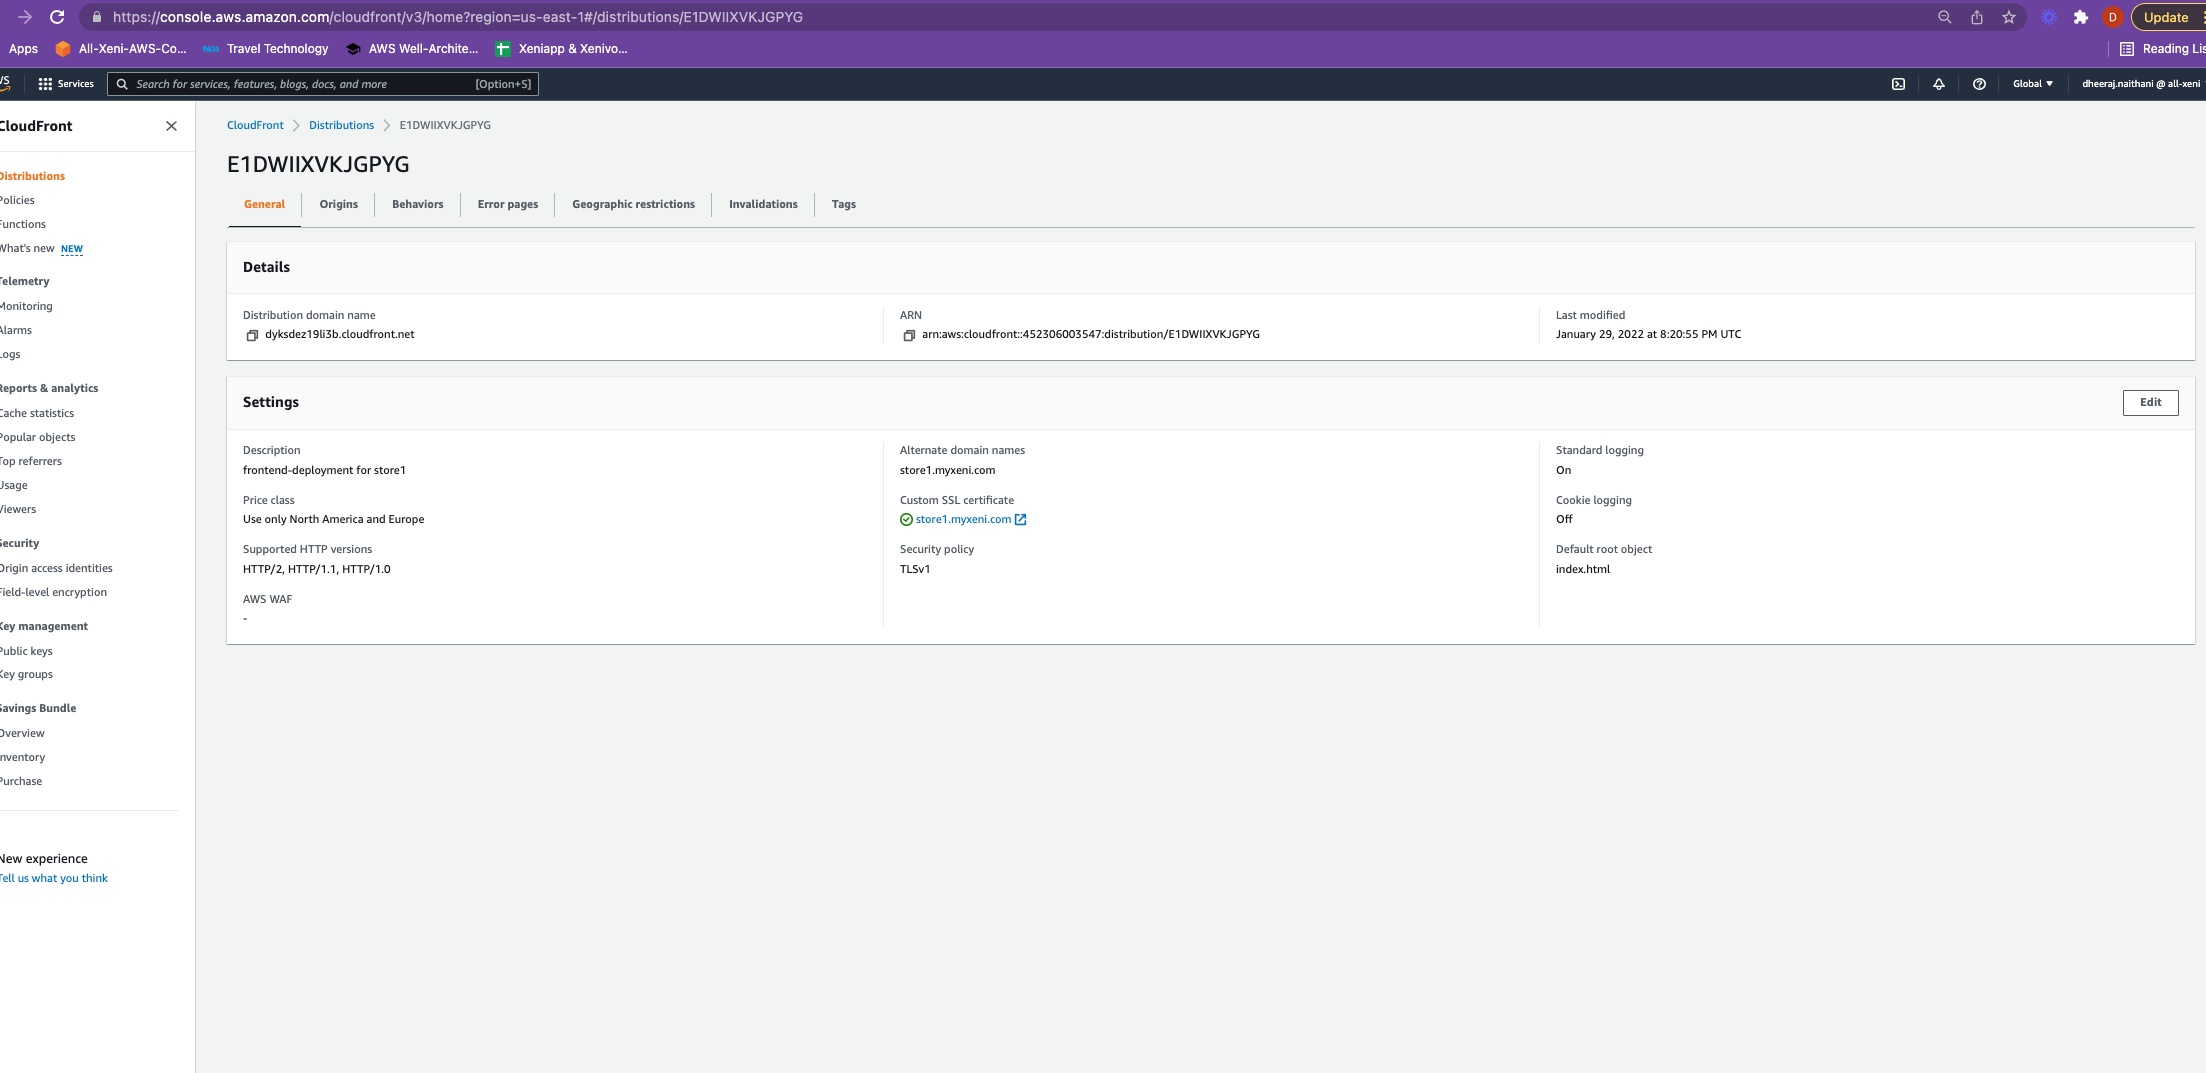 https://console.aws.amazon.com/cloudfront/v3/home?region=us-east-1#/distributions/E1DWIIXVKJGPYG D Update
Apps All-Xeni-AWS-Co... Travel Technology AWS Well-Archite... Xeniapp & Xenivo... Reading Lis
Services Search for services, features, blogs, docs, and more [Option+S] Global dheeraj.naithani @ all-xeni
CloudFront
Distributions
Policies
Functions
What's new NEW
Telemetry
Monitoring
Alarms
Logs
Reports & analytics
Cache statistics
Popular objects
Top referrers
Usage
Viewers
Security
Origin access identities
Field-level encryption
Key management
Public keys
Key groups
Savings Bundle
Overview
Inventory
Purchase
New experience
Tell us what you think
CloudFront Distributions E1DWIIXVKJGPYG
E1DWIIXVKJGPYG
General Origins Behaviors Error pages Geographic restrictions Invalidations Tags
Details
Distribution domain name
dyksdez19li3b.cloudfront.net
ARN
arn:aws:cloudfront::452306003547:distribution/E1DWIIXVKJGPYG
Last modified
January 29, 2022 at 8:20:55 PM UTC
Settings Edit
Description
frontend-deployment for store1
Price class
Use only North America and Europe
Supported HTTP versions
HTTP/2, HTTP/1.1, HTTP/1.0
AWS WAF
-
Alternate domain names
store1.myxeni.com
Custom SSL certificate
store1.myxeni.com
Security policy
TLSv1
Standard logging
On
Cookie logging
Off
Default root object
index.html